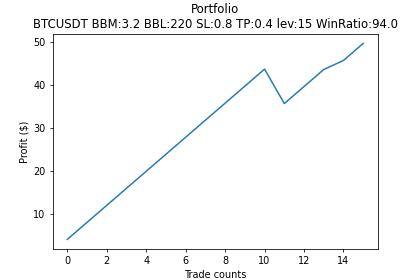 Portfolio
BTCUSDT BBM:3.2 BBL:220 SL:0.8 TP:0.4 lev:15 WinRatio:94.0
50
40
30
20
10
Profit ($)
0 2 4 6 8 10 12 14
Trade counts